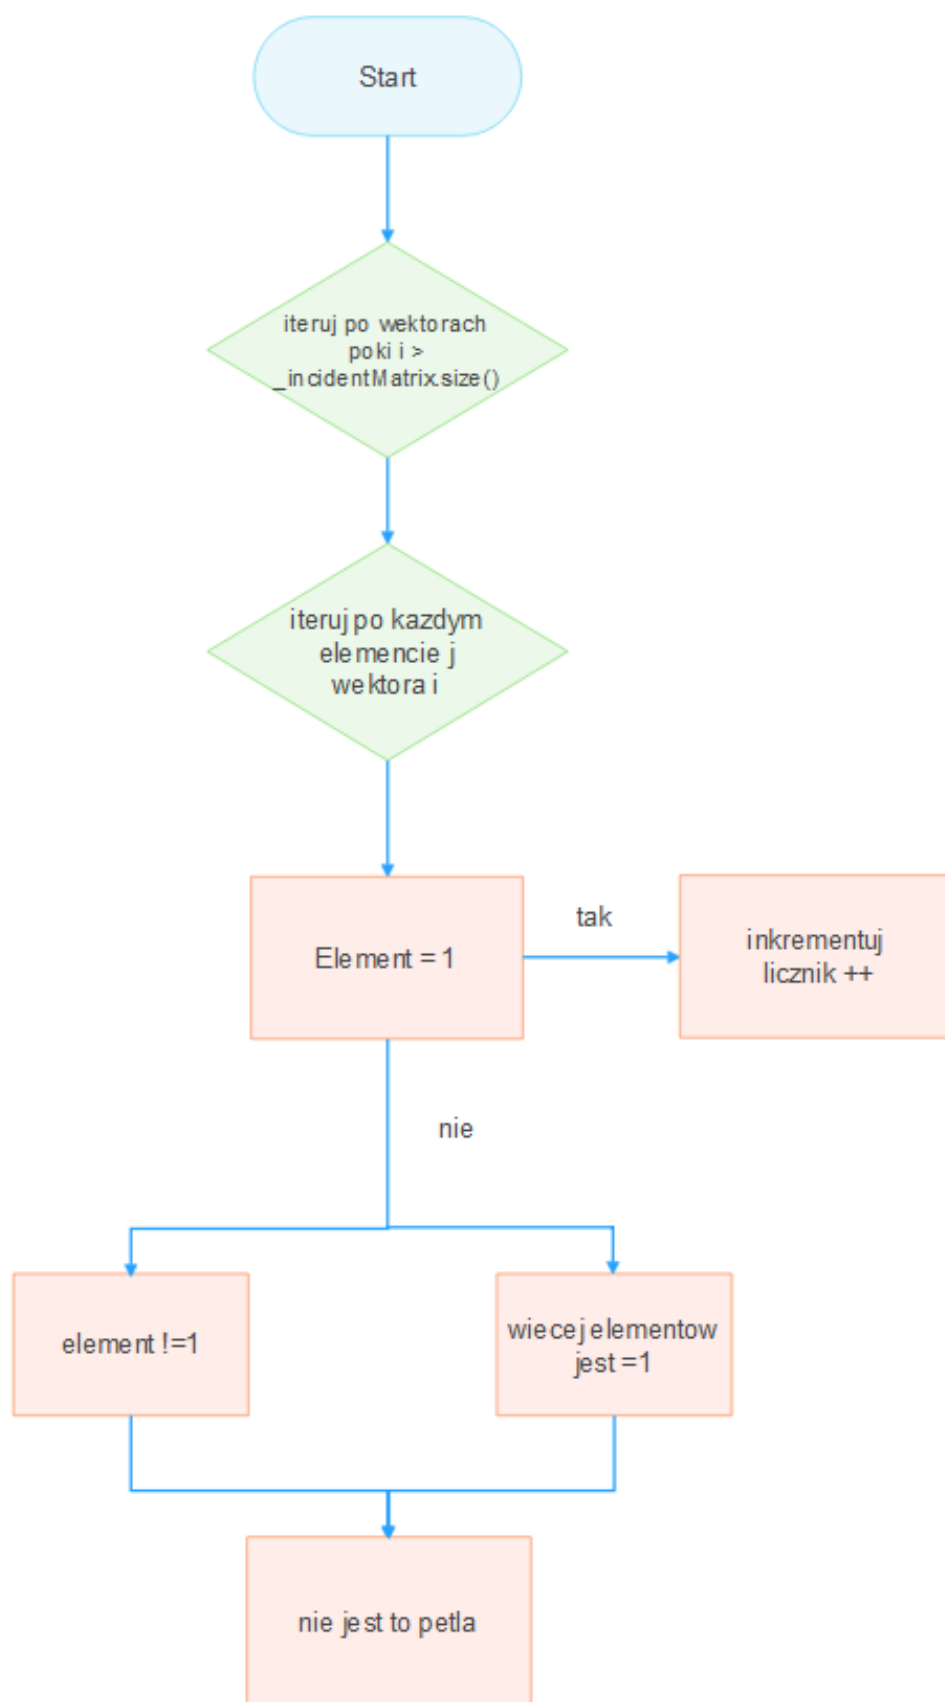 Start
iteruj po wektorach
poki i >
_incidentMatrix.size()
iteruj po kazdym
elemencie j
wektora i
Element = 1
tak
inkrementuj
licznik ++
nie
element !=1
wiecej elementow
jest =1
nie jest to petla